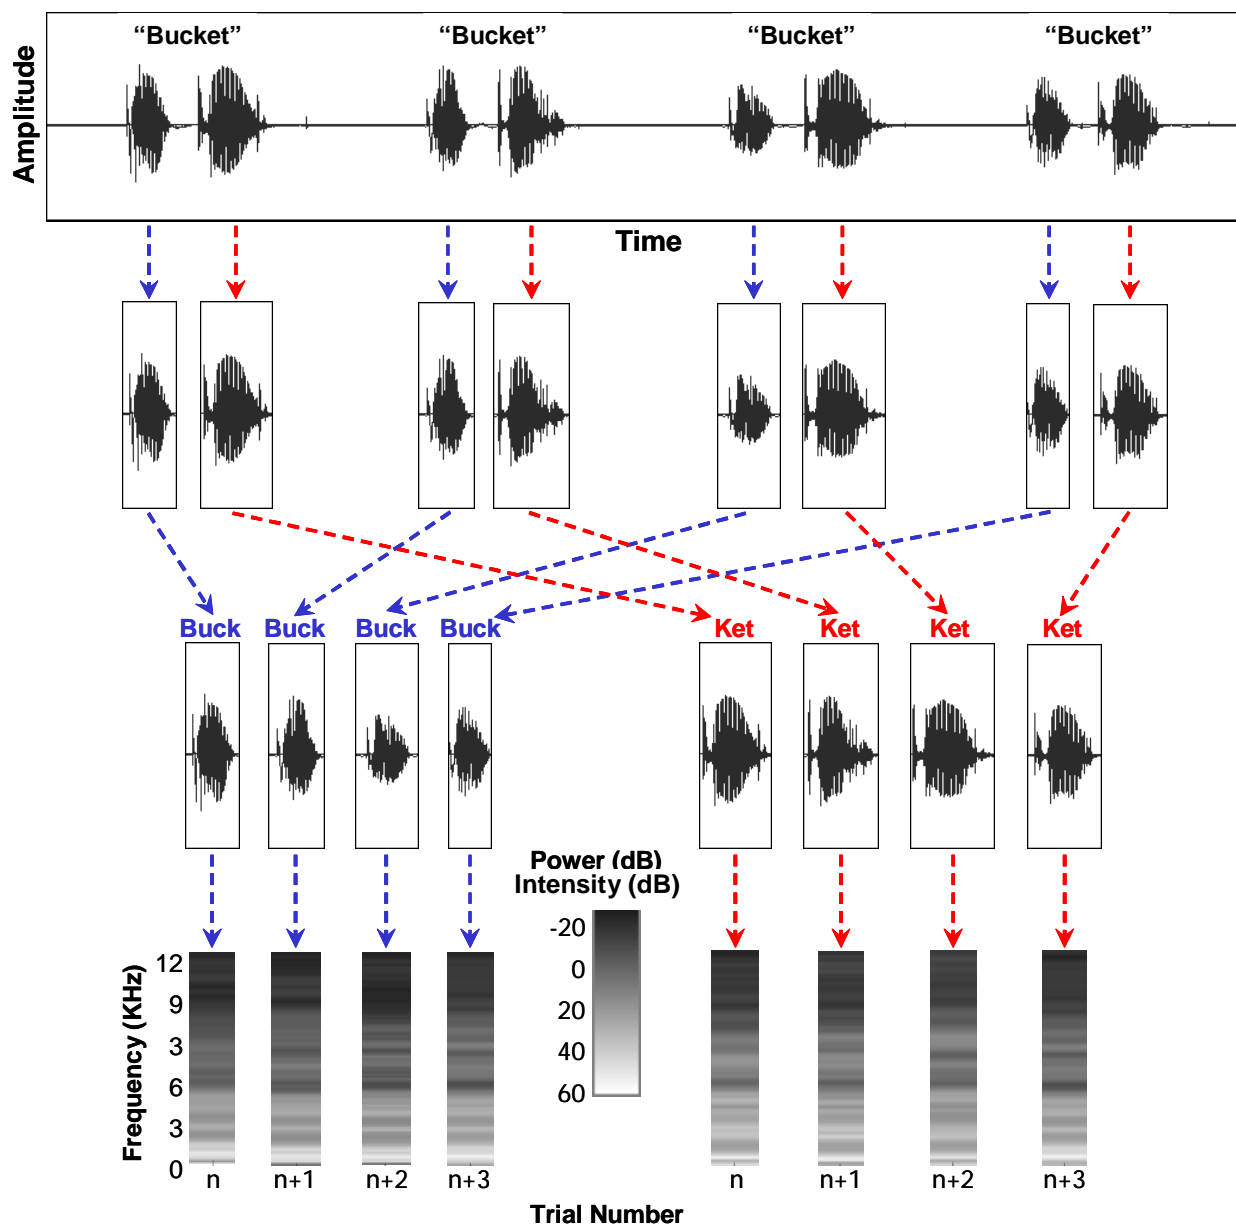 “Bucket” “Bucket” “Bucket” “Bucket”
Amplitude
Time
Buck Buck Buck Buck Ket Ket Ket Ket
Power (dB)
Intensity (dB)
-20
0
20
40
60
Frequency (KHz)
12
9
3
6
3
0
n n+1 n+2 n+3 n n+1 n+2 n+3
Trial Number